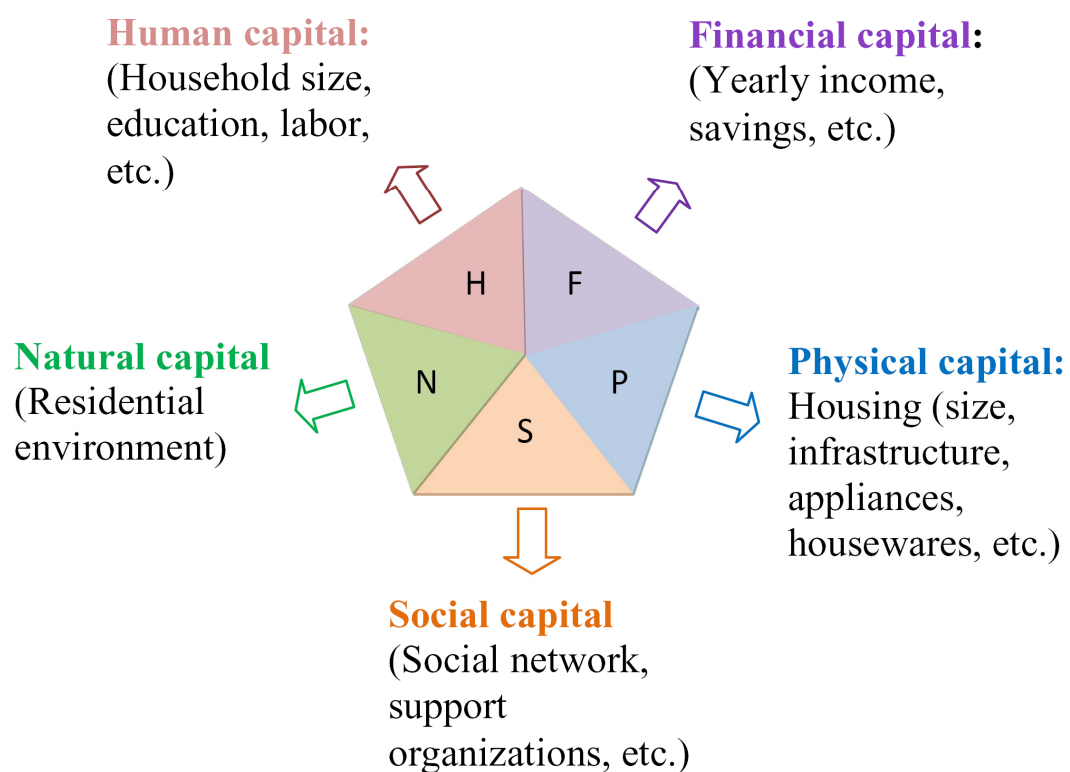 Human capital:
(Household size,
education, labor,
etc.)
Financial capital:
(Yearly income,
savings, etc.)
H
F
Natural capital
(Residential
environment)
N
P
S
Physical capital:
Housing (size,
infrastructure,
appliances,
housewares, etc.)
Social capital
(Social network,
support
organizations, etc.)